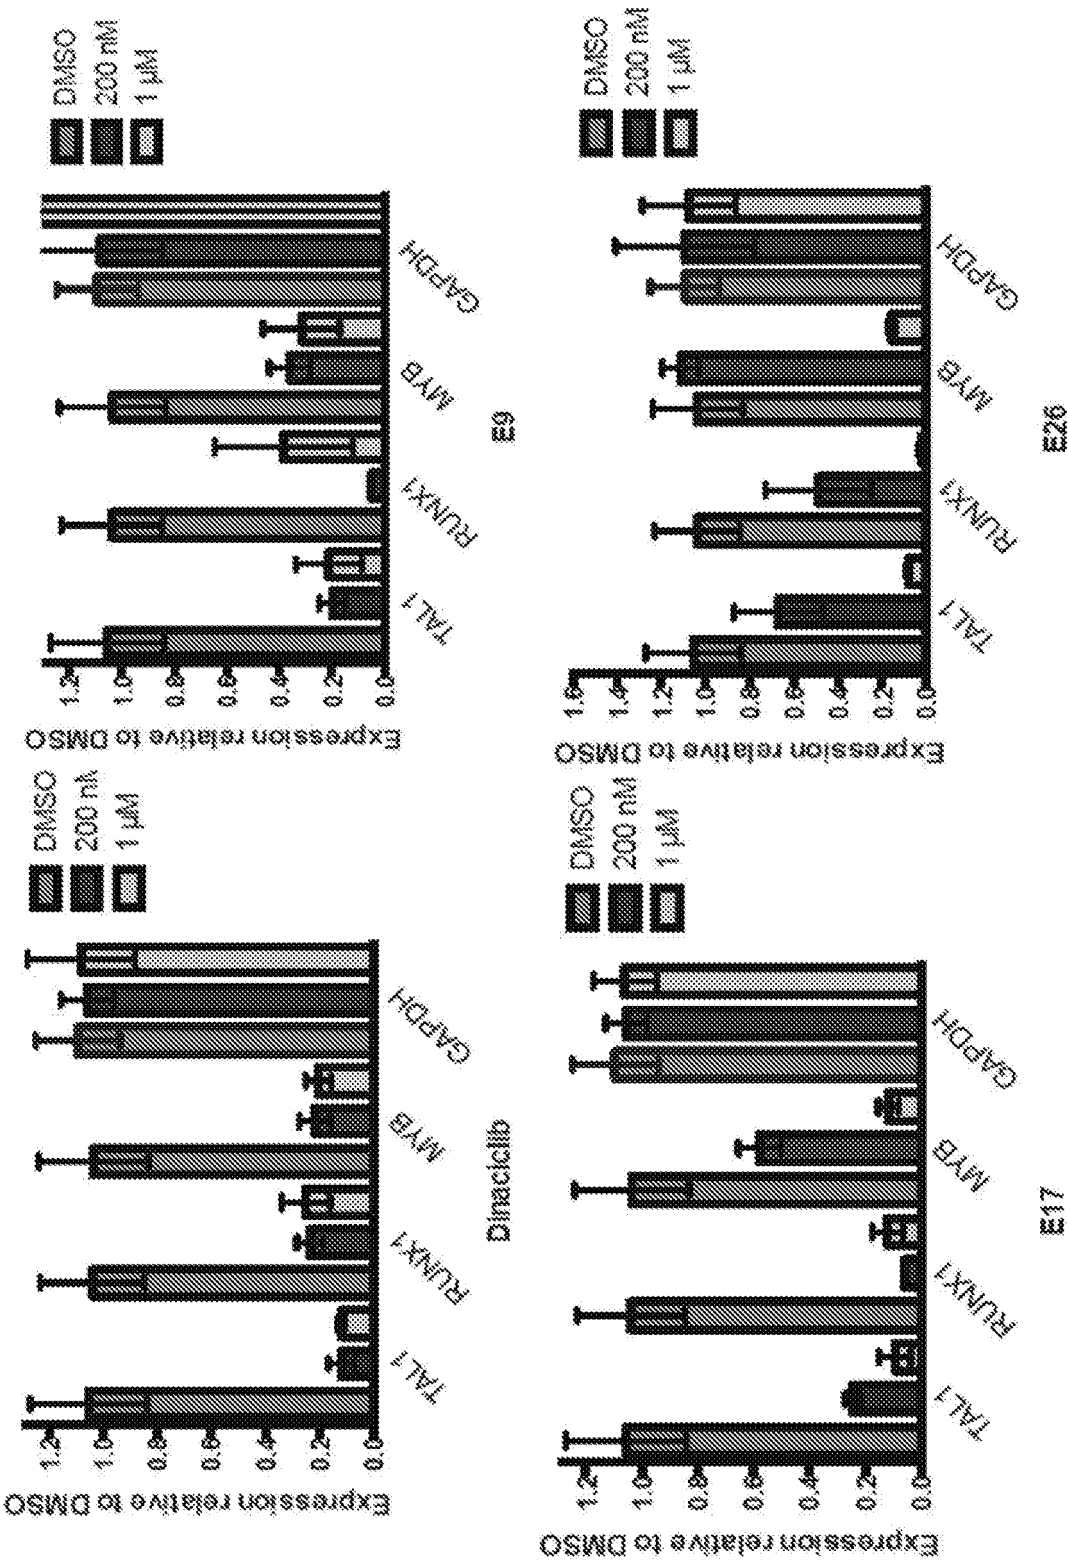 Expression relative to DMSO
1.2
1.0
0.8
0.6
0.4
0.2
0.0
TAL1
RUNX1
MYB
GAPDH
DMSO
200 nM
1 µM
Dinaciclib
Expression relative to DMSO
1.2
1.0
0.8
0.6
0.4
0.2
0.0
TAL1
RUNX1
MYB
GAPDH
DMSO
200 nM
1 µM
E9
Expression relative to DMSO
1.2
1.0
0.8
0.6
0.4
0.2
0.0
TAL1
RUNX1
MYB
GAPDH
DMSO
200 nM
1 µM
E17
Expression relative to DMSO
1.6
1.4
1.2
1.0
0.8
0.6
0.4
0.2
0.0
TAL1
RUNX1
MYB
GAPDH
DMSO
200 nM
1 µM
E26